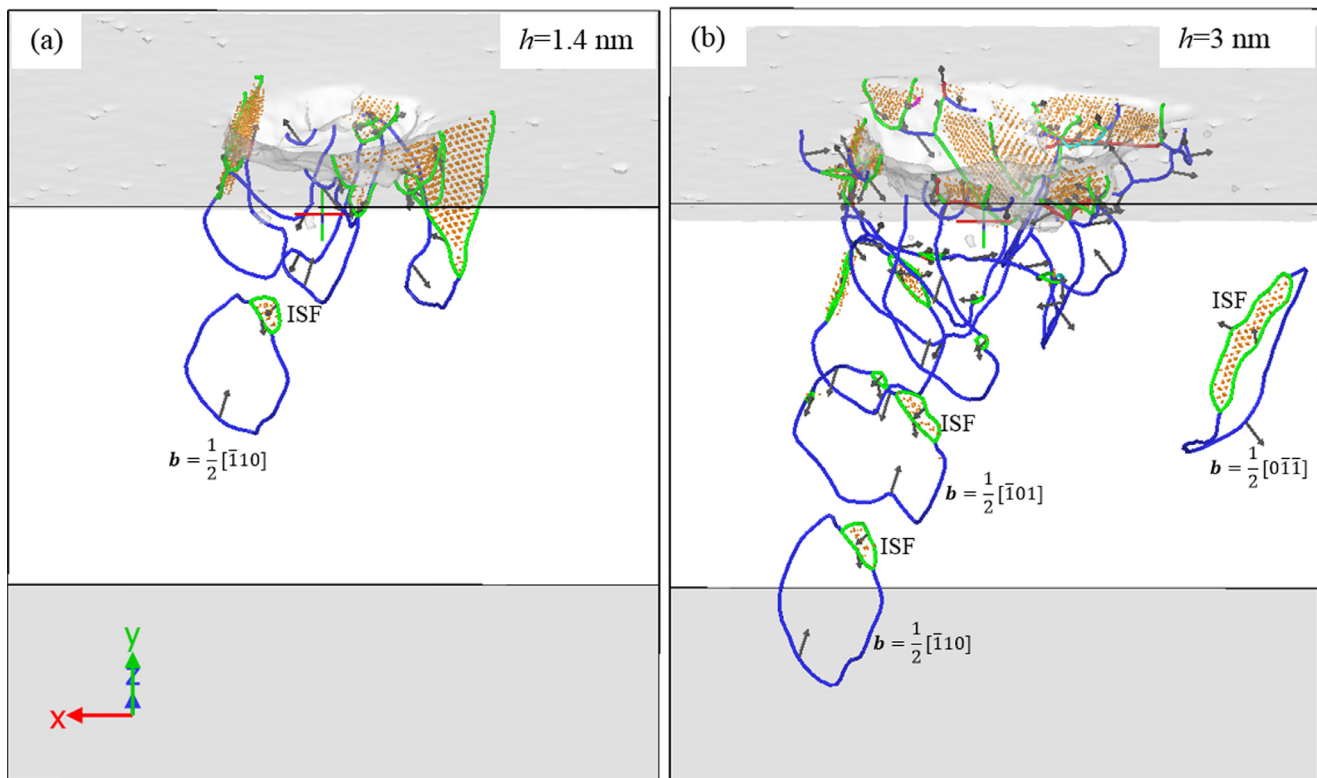 (a)
h=1.4 nm
ISF
b = 1/2 [1̄10]
y
z
x
(b)
h=3 nm
ISF
b = 1/2 [01̄1̄]
ISF
b = 1/2 [1̄01]
ISF
b = 1/2 [1̄10]